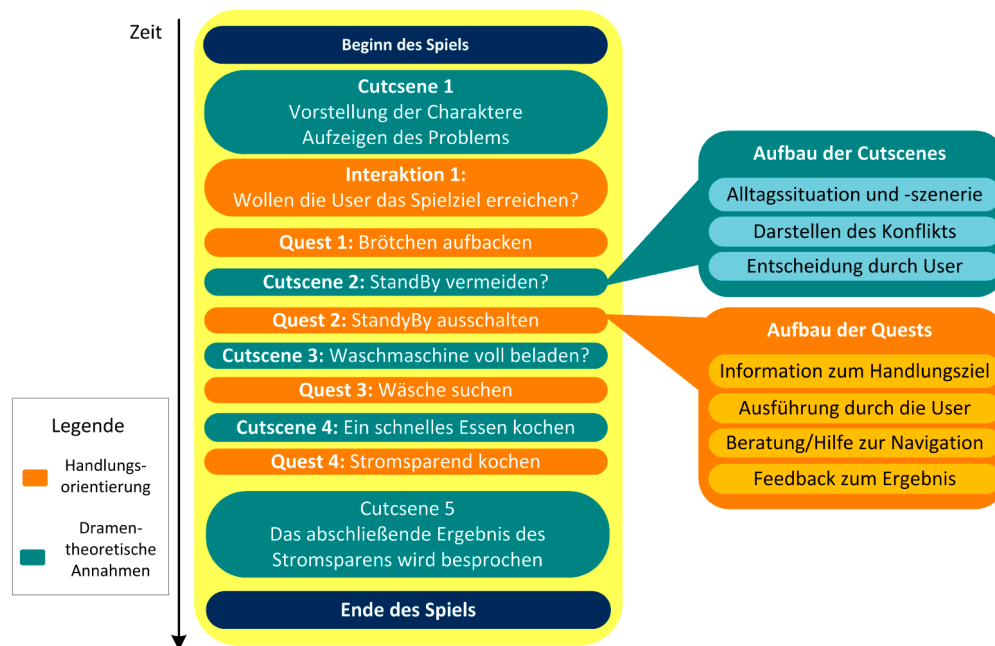 Zeit
Beginn des Spiels
Cutcsene 1
Vorstellung der Charaktere
Aufzeigen des Problems
Interaktion 1:
Wollen die User das Spielziel erreichen?
Quest 1: Brötchen aufbacken
Cutscene 2: StandBy vermeiden?
Quest 2: StandyBy ausschalten
Cutscene 3: Waschmaschine voll beladen?
Quest 3: Wäsche suchen
Cutscene 4: Ein schnelles Essen kochen
Quest 4: Stromsparend kochen
Cutcsene 5
Das abschließende Ergebnis des
Stromsparens wird besprochen
Ende des Spiels
Aufbau der Cutscenes
Alltagssituation und -szenerie
Darstellen des Konflikts
Entscheidung durch User
Aufbau der Quests
Information zum Handlungsziel
Ausführung durch die User
Beratung/Hilfe zur Navigation
Feedback zum Ergebnis
Legende
Handlungs-
orientierung
Dramen-
theoretische
Annahmen